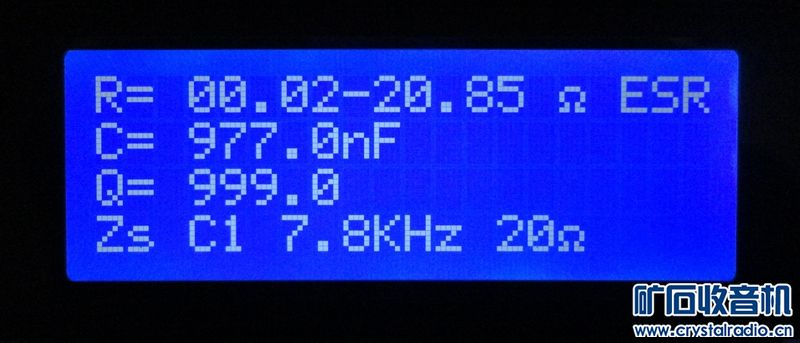 R= 00.02-20.85 Ω ESR
C= 977.0nF
Q= 999.0
Zs C1 7.8KHz 20Ω
矿石收音机
www.crystalradio.cn